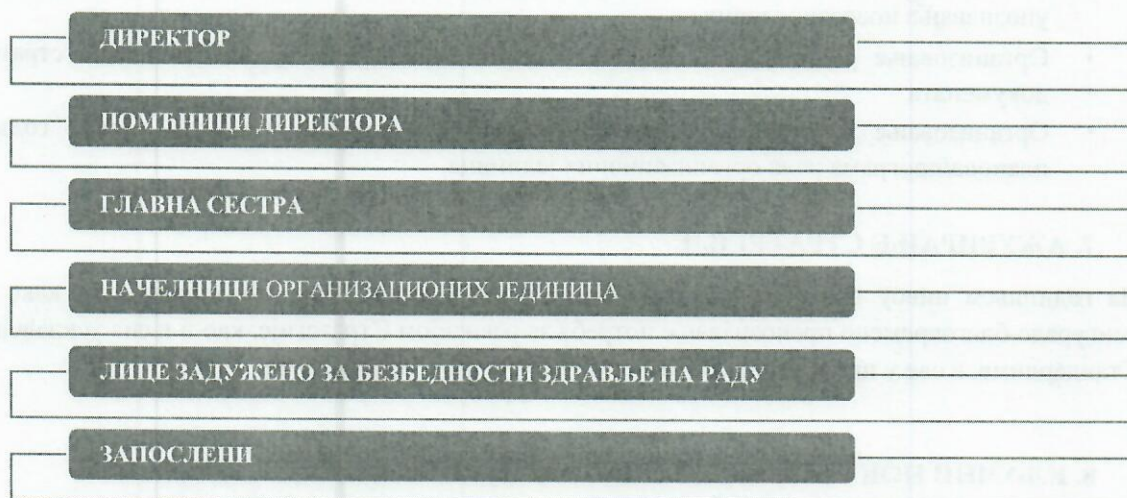 ДИРЕКТОР
ПОМЋНИЦИ ДИРЕКТОРА
ГЛАВНА СЕСТРА
НАЧЕЛНИЦИ ОРГАНИЗАЦИОНИХ ЈЕДИНИЦА
ЛИЦЕ ЗАДУЖЕНО ЗА БЕЗБЕДНОСТИ ЗДРАВЉЕ НА РАДУ
ЗАПОСЛЕНИ